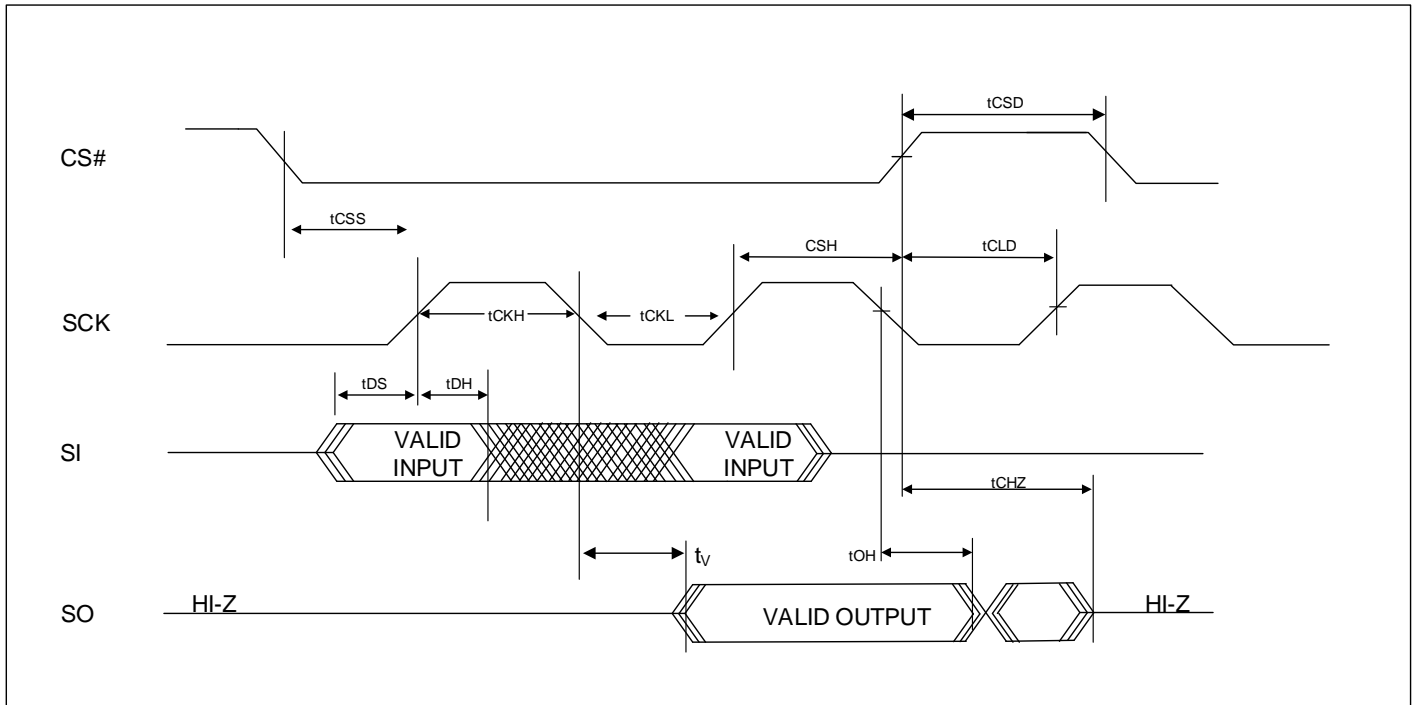 tCSD
CS#
tCSS
CSH
tCLD
SCK
tCKH
tCKL
tDS
tDH
SI
VALID
INPUT
VALID
INPUT
tCHZ
tV
tOH
SO
HI-Z
VALID OUTPUT
HI-Z